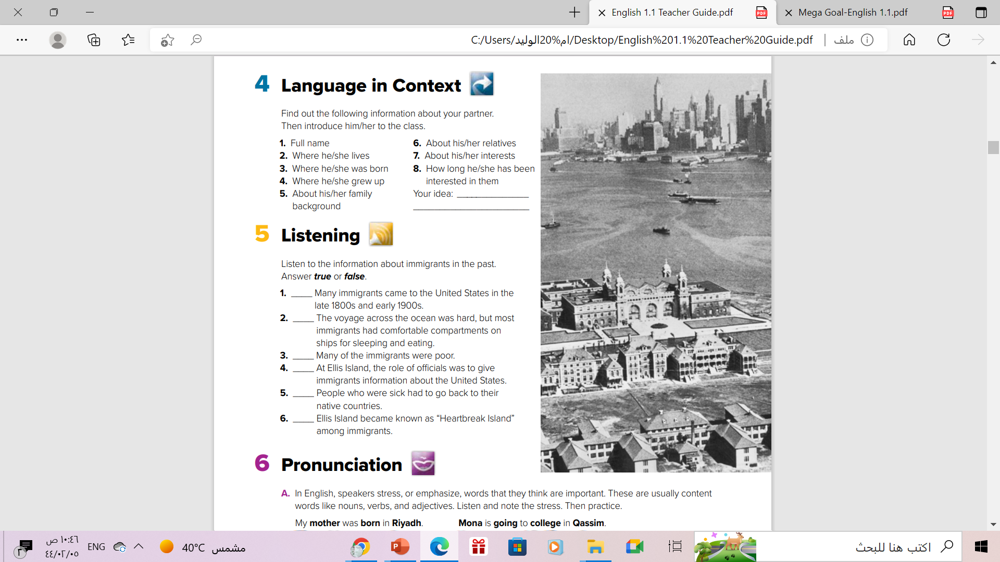 English 1.1 Teacher Guide.pdf
Mega Goal-English 1.1.pdf
C:/Users/ام%20الوليد/Desktop/English%201.1%20Teacher%20Guide.pdf
ملف
4 Language in Context
Find out the following information about your partner.
Then introduce him/her to the class.
1. Full name
2. Where he/she lives
3. Where he/she was born
4. Where he/she grew up
5. About his/her family
background
6. About his/her relatives
7. About his/her interests
8. How long he/she has been
interested in them
Your idea: _______________
________________________
5 Listening
Listen to the information about immigrants in the past.
Answer true or false.
1. ____ Many immigrants came to the United States in the
late 1800s and early 1900s.
2. ____ The voyage across the ocean was hard, but most
immigrants had comfortable compartments on
ships for sleeping and eating.
3. ____ Many of the immigrants were poor.
4. ____ At Ellis Island, the role of officials was to give
immigrants information about the United States.
5. ____ People who were sick had to go back to their
native countries.
6. ____ Ellis Island became known as “Heartbreak Island”
among immigrants.
6 Pronunciation
A. In English, speakers stress, or emphasize, words that they think are important. These are usually content
words like nouns, verbs, and adjectives. Listen and note the stress. Then practice.
My mother was born in Riyadh. Mona is going to college in Qassim.
١٠:٤٦ ص
٤٤/٠٢/٠٥
٢
ENG
40°C مشمس
اكتب هنا للبحث